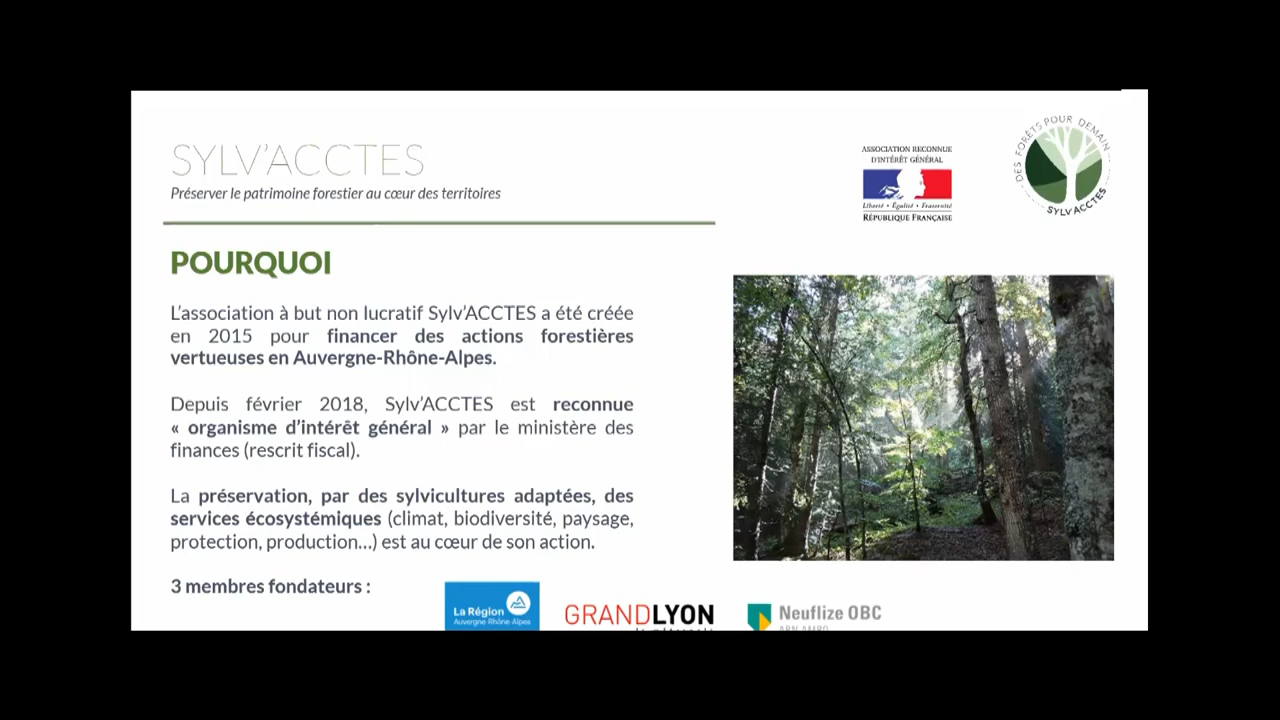 SYLV'ACCTES
Préserver le patrimoine forestier au cœur des territoires
ASSOCIATION RECONNUE
D'INTÉRÊT GÉNÉRAL
Liberté • Égalité • Fraternité
RÉPUBLIQUE FRANÇAISE
DES FORÊTS POUR DEMAIN
SYLV'ACCTES
POURQUOI
L'association à but non lucratif Sylv'ACCTES a été créée
en 2015 pour financer des actions forestières
vertueuses en Auvergne-Rhône-Alpes.
Depuis février 2018, Sylv'ACCTES est reconnue
« organisme d'intérêt général » par le ministère des
finances (rescrit fiscal).
La préservation, par des sylvicultures adaptées, des
services écosystémiques (climat, biodiversité, paysage,
protection, production…) est au cœur de son action.
3 membres fondateurs :
La Région
Auvergne-Rhône-Alpes
GRANDLYON
Neuflize OBC